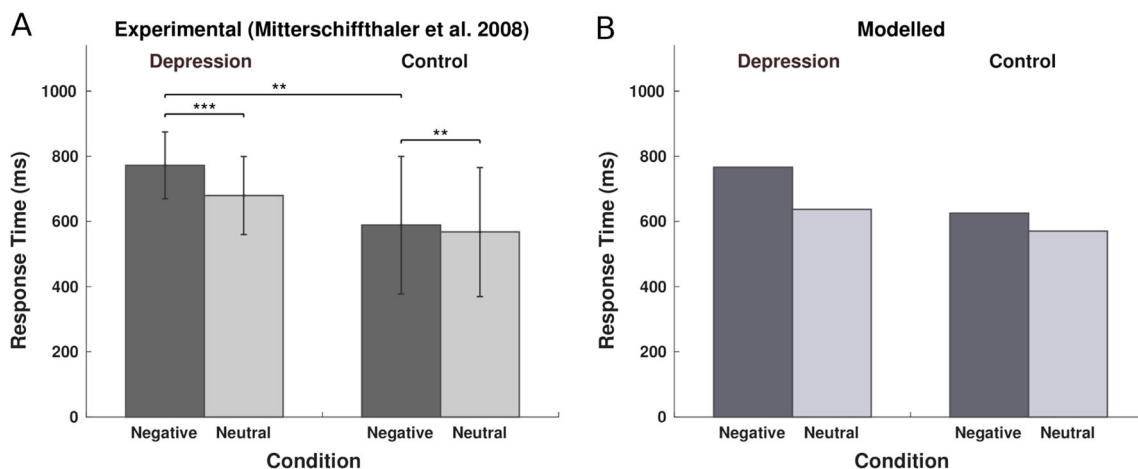 A
Experimental (Mitterschiffthaler et al. 2008)
Depression
Control
**
***
**
1000
800
600
400
200
0
Response Time (ms)
Negative Neutral Negative Neutral
Condition
B
Modelled
Depression
Control
1000
800
600
400
200
0
Response Time (ms)
Negative Neutral Negative Neutral
Condition